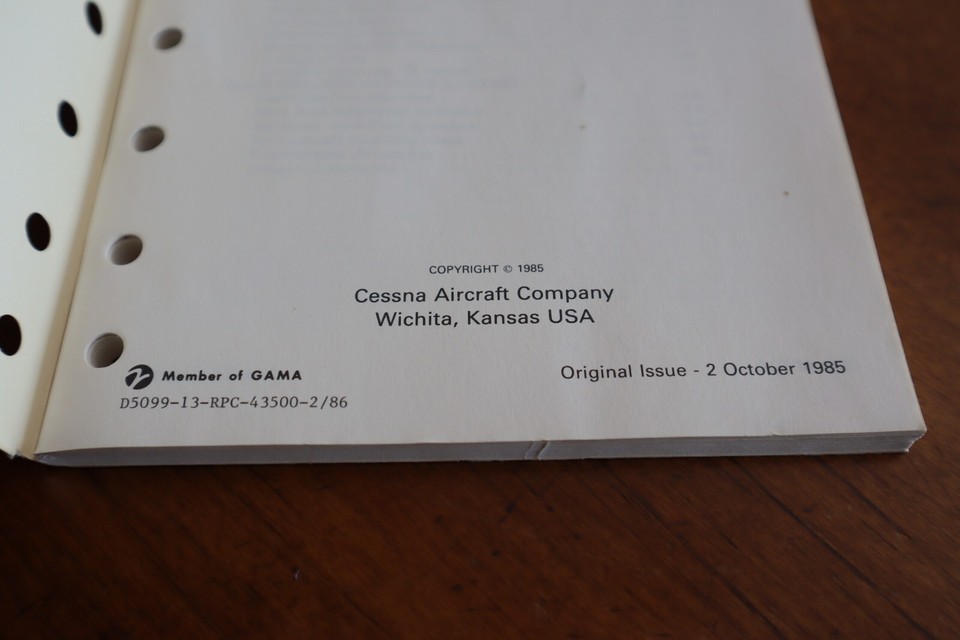 COPYRIGHT © 1985
Cessna Aircraft Company
Wichita, Kansas USA
Member of GAMA
D5099-13-RPC-43500-2/86
Original Issue - 2 October 1985